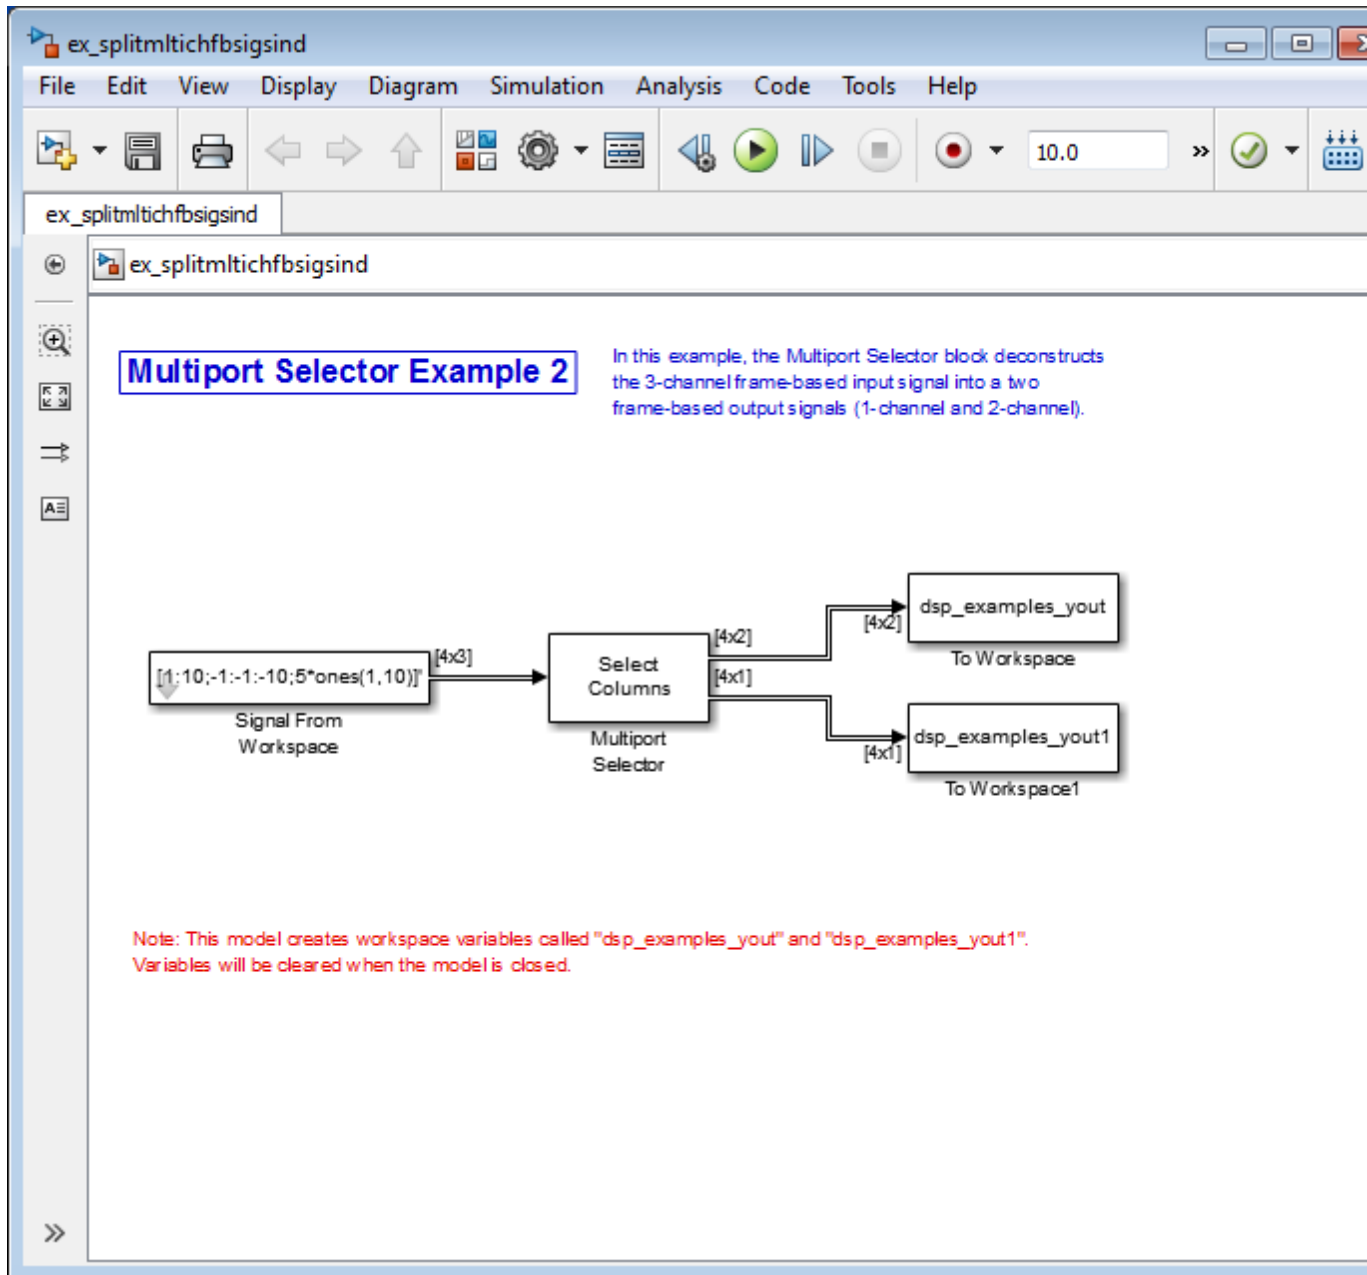 ex_splitmltichfbsigsind
File Edit View Display Diagram Simulation Analysis Code Tools Help
10.0
ex_splitmltichfbsigsind
ex_splitmltichfbsigsind
Multiport Selector Example 2
In this example, the Multiport Selector block deconstructs
the 3-channel frame-based input signal into a two
frame-based output signals (1-channel and 2-channel).
[1:10;-1:-1:-10;5*ones(1,10)]'
Signal From
Workspace
[4x3]
Select
Columns
Multiport
Selector
[4x2]
[4x1]
[4x2]
dsp_examples_yout
To Workspace
[4x1]
dsp_examples_yout1
To Workspace1
Note: This model creates workspace variables called "dsp_examples_yout" and "dsp_examples_yout1".
Variables will be cleared when the model is closed.